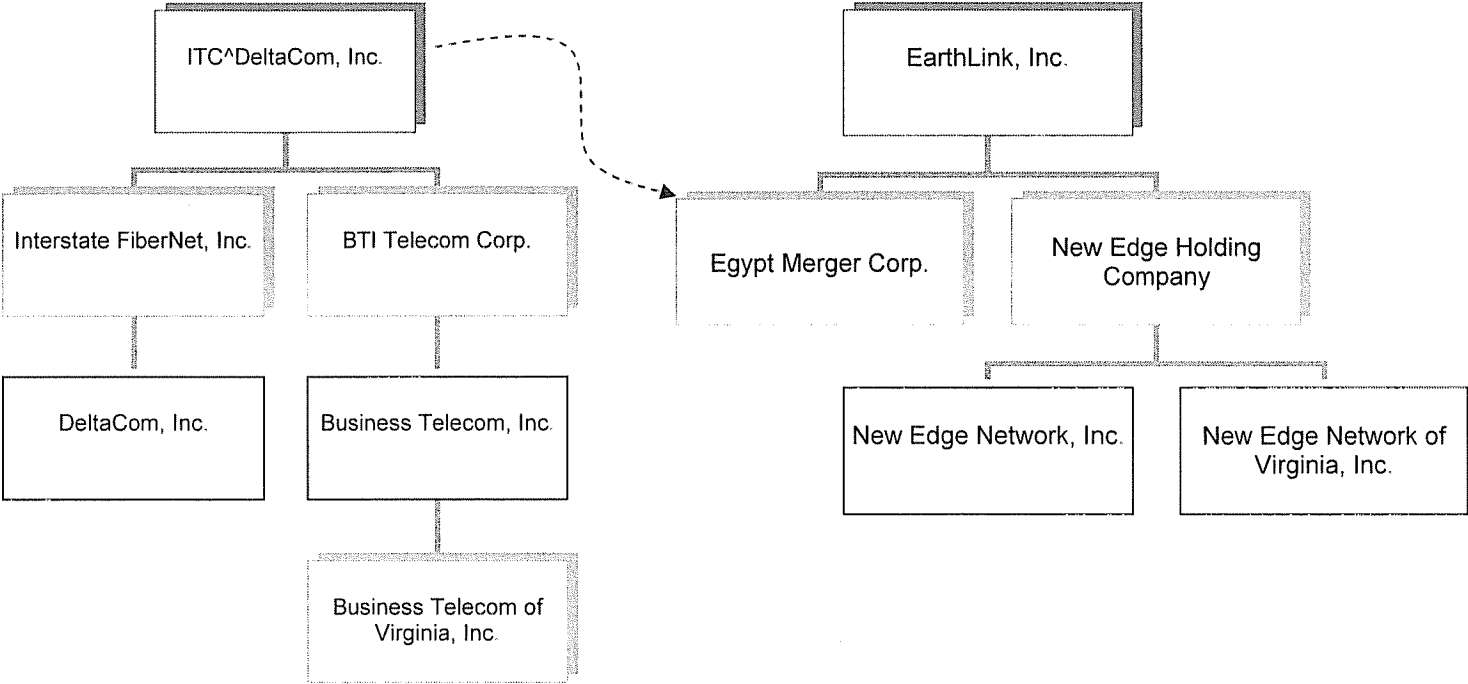 ITC^DeltaCom, Inc.
EarthLink, Inc.
Interstate FiberNet, Inc.
BTI Telecom Corp.
Egypt Merger Corp.
New Edge Holding
Company
DeltaCom, Inc.
Business Telecom, Inc.
New Edge Network, Inc.
New Edge Network of
Virginia, Inc.
Business Telecom of
Virginia, Inc.